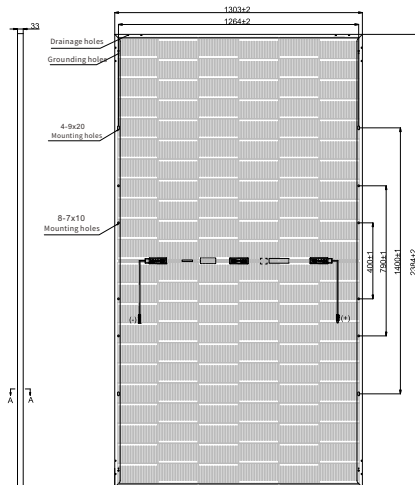 1303±2
33
1264±2
Drainage holes
Grounding holes
4-9x20
Mounting holes
8-7x10
Mounting holes
400±1
790±1
1400±1
2384±2
(-)
(+)
A
A